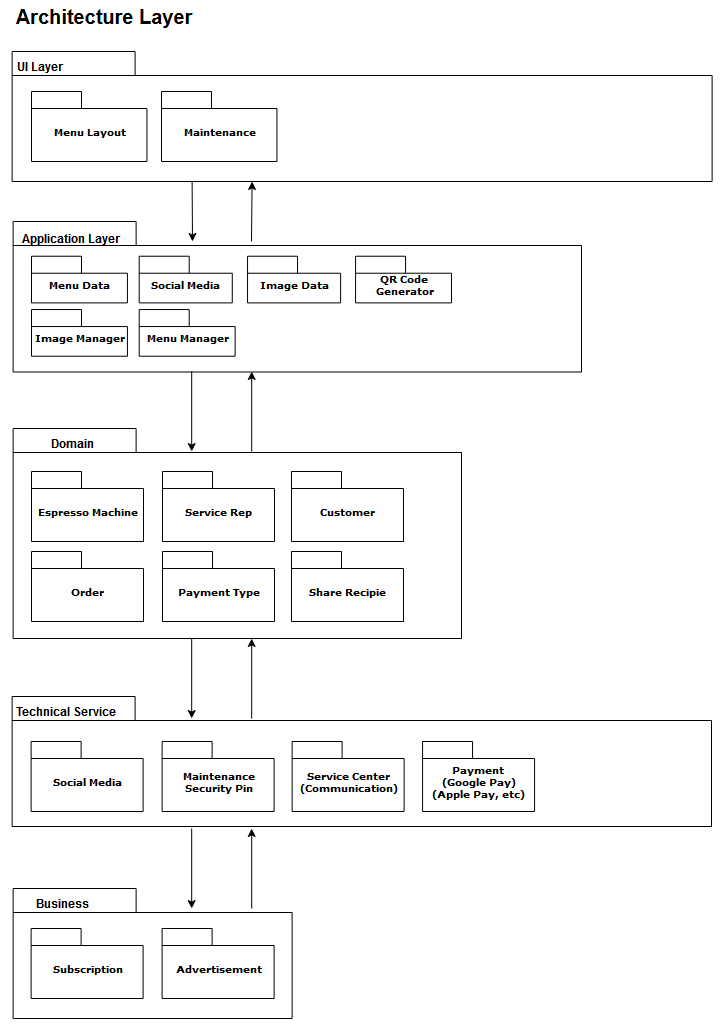 Architecture Layer
UI Layer
Menu Layout
Maintenance
Application Layer
Menu Data
Social Media
Image Data
QR Code
Generator
Image Manager
Menu Manager
Domain
Espresso Machine
Service Rep
Customer
Order
Payment Type
Share Recipie
Technical Service
Social Media
Maintenance
Security Pin
Service Center
(Communication)
Payment
(Google Pay)
(Apple Pay, etc)
Business
Subscription
Advertisement